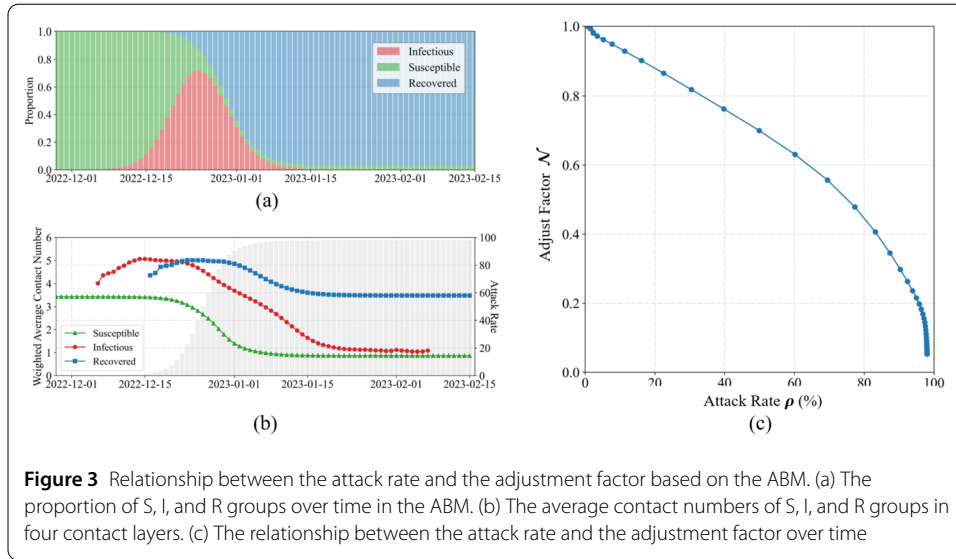 1.0
0.8
0.6
0.4
0.2
0.0
Proportion
Infectious
Susceptible
Recovered
2022-12-01 2022-12-15 2023-01-01 2023-01-15 2023-02-01 2023-02-15
(a)
6
5
4
3
2
1
0
Weighted Average Contact Number
Susceptible
Infectious
Recovered
100
80
60
40
20
0
Attack Rate
2022-12-01 2022-12-15 2023-01-01 2023-01-15 2023-02-01 2023-02-15
(b)
1.0
0.8
0.6
0.4
0.2
0.0
Adjust Factor 𝒩
0 20 40 60 80 100
Attack Rate ρ (%)
(c)
Figure 3 Relationship between the attack rate and the adjustment factor based on the ABM. (a) The
proportion of S, I, and R groups over time in the ABM. (b) The average contact numbers of S, I, and R groups in
four contact layers. (c) The relationship between the attack rate and the adjustment factor over time